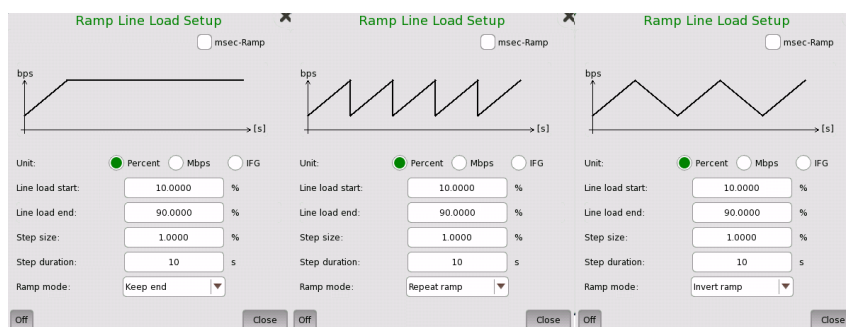 Ramp Line Load Setup
msec-Ramp
bps
[s]
Unit: Percent Mbps IFG
Line load start: 10.0000 %
Line load end: 90.0000 %
Step size: 1.0000 %
Step duration: 10 s
Ramp mode: Keep end
Off Close
Ramp Line Load Setup
msec-Ramp
bps
[s]
Unit: Percent Mbps IFG
Line load start: 10.0000 %
Line load end: 90.0000 %
Step size: 1.0000 %
Step duration: 10 s
Ramp mode: Repeat ramp
Off Close
Ramp Line Load Setup
msec-Ramp
bps
[s]
Unit: Percent Mbps IFG
Line load start: 10.0000 %
Line load end: 90.0000 %
Step size: 1.0000 %
Step duration: 10 s
Ramp mode: Invert ramp
Off Close